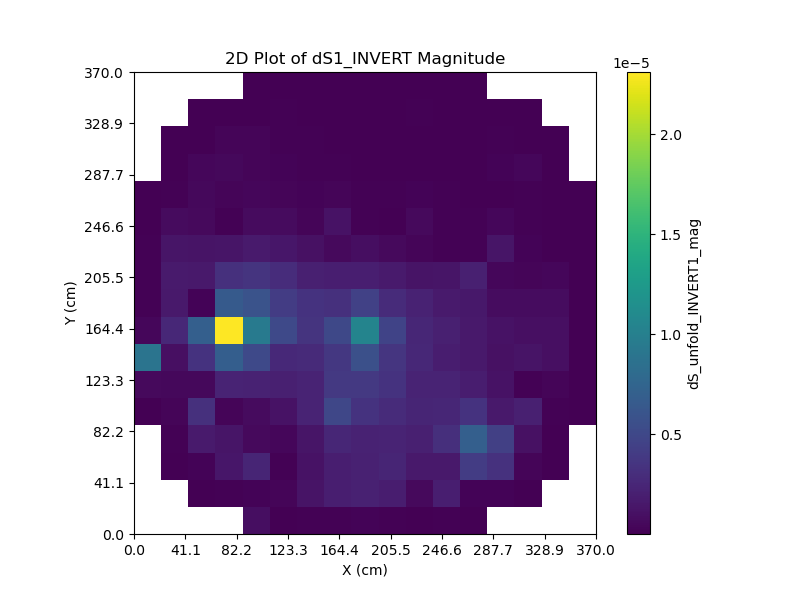 2D Plot of dS1_INVERT Magnitude
1e−5
370.0
328.9
287.7
246.6
205.5
164.4
123.3
82.2
41.1
0.0
Y (cm)
0.0 41.1 82.2 123.3 164.4 205.5 246.6 287.7 328.9 370.0
X (cm)
2.0
1.5
1.0
0.5
dS_unfold_INVERT1_mag